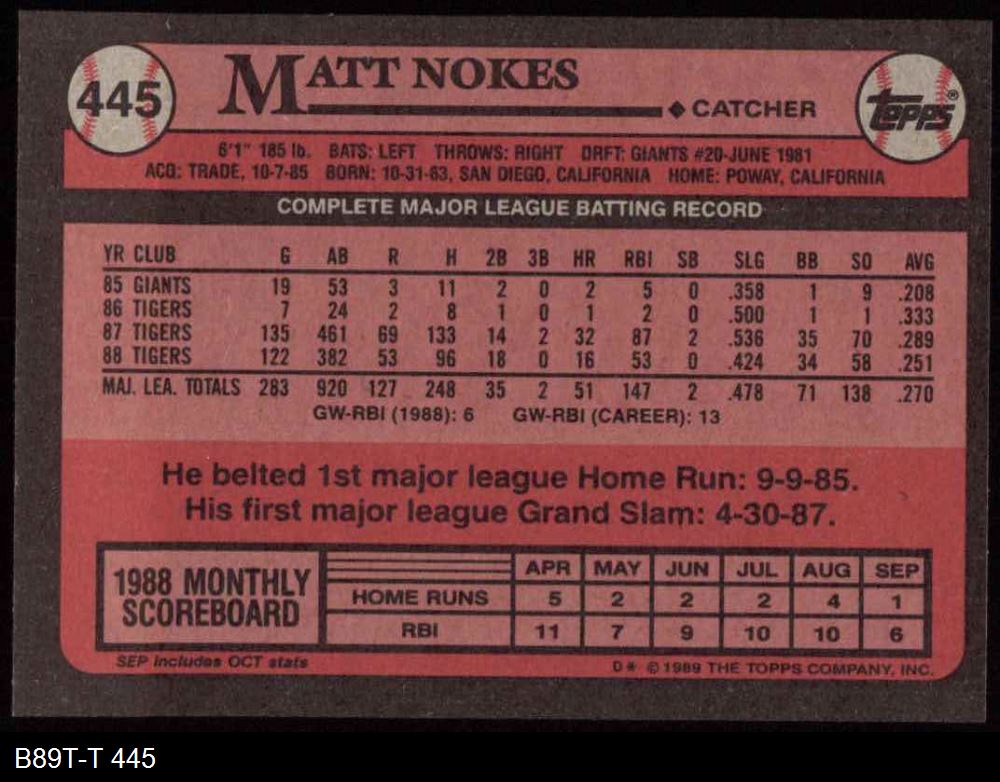 445 MATT NOKES
◆ CATCHER
TOPPS®
6'1" 185 lb. BATS: LEFT THROWS: RIGHT DRFT: GIANTS #20-JUNE 1981
ACQ: TRADE, 10-7-85 BORN: 10-31-63, SAN DIEGO, CALIFORNIA HOME: POWAY, CALIFORNIA
COMPLETE MAJOR LEAGUE BATTING RECORD
YR CLUB G AB R H 2B 3B HR RBI SB SLG BB SO AVG
85 GIANTS 19 53 3 11 2 0 2 5 0 .358 1 9 .208
86 TIGERS 7 24 2 8 1 0 1 2 0 .500 1 1 .333
87 TIGERS 135 461 69 133 14 2 32 87 2 .536 35 70 .289
88 TIGERS 122 382 53 96 18 0 16 53 0 .424 34 58 .251
MAJ. LEA. TOTALS 283 920 127 248 35 2 51 147 2 .478 71 138 .270
GW-RBI (1988): 6 GW-RBI (CAREER): 13
He belted 1st major league Home Run: 9-9-85.
His first major league Grand Slam: 4-30-87.
1988 MONTHLY
SCOREBOARD
APR MAY JUN JUL AUG SEP
HOME RUNS 5 2 2 2 4 1
RBI 11 7 9 10 10 6
SEP includes OCT stats
D* © 1989 THE TOPPS COMPANY, INC.
B89T-T 445